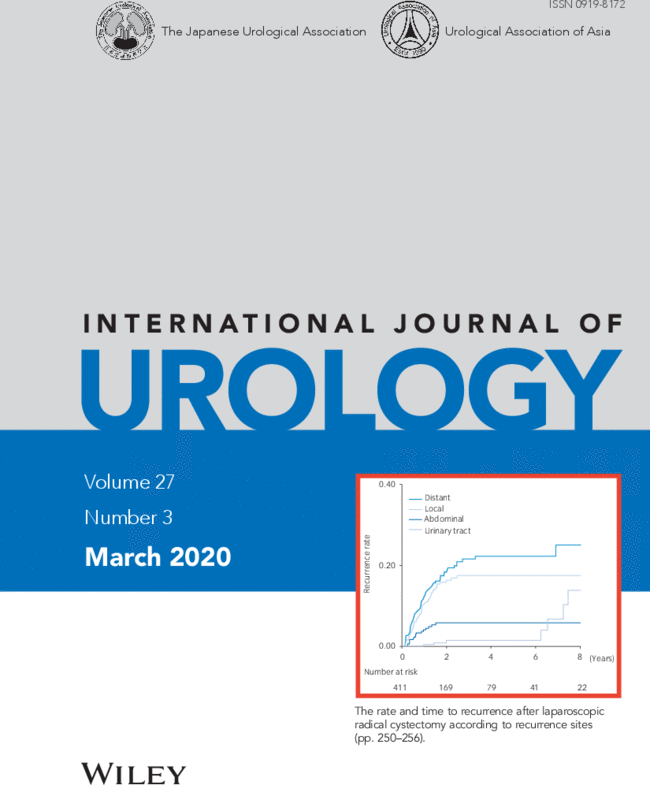 ISSN 0919-8172
The Japanese Urological Association
Urological Association of Asia
INTERNATIONAL JOURNAL OF
UROLOGY
Volume 27
Number 3
March 2020
0.40
Distant
Local
Abdominal
Urinary tract
Recurrence rate
0.20
0.00
0 2 4 6 8 (Years)
Number at risk
411 169 79 41 22
The rate and time to recurrence after laparoscopic
radical cystectomy according to recurrence sites
(pp. 250–256).
WILEY